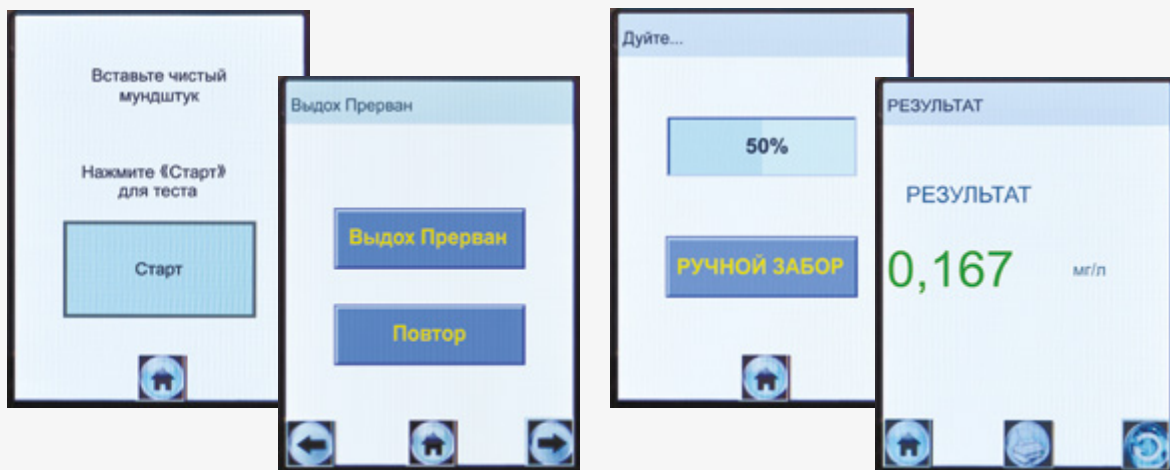 Вставьте чистый
мундштук
Нажмите «Старт»
для теста
Старт
Выдох Прерван
Выдох Прерван
Повтор
Дуйте...
50%
РУЧНОЙ ЗАБОР
РЕЗУЛЬТАТ
РЕЗУЛЬТАТ
0,167 мг/л